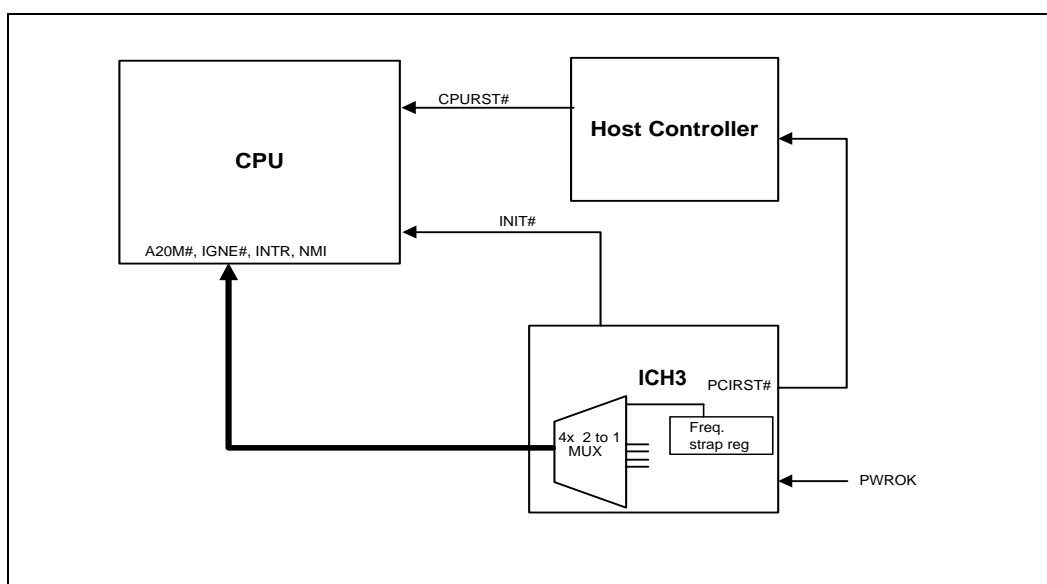 CPURST#
Host Controller
CPU
INIT#
A20M#, IGNE#, INTR, NMI
ICH3
PCIRST#
4x 2 to 1
MUX
Freq.
strap reg
PWROK